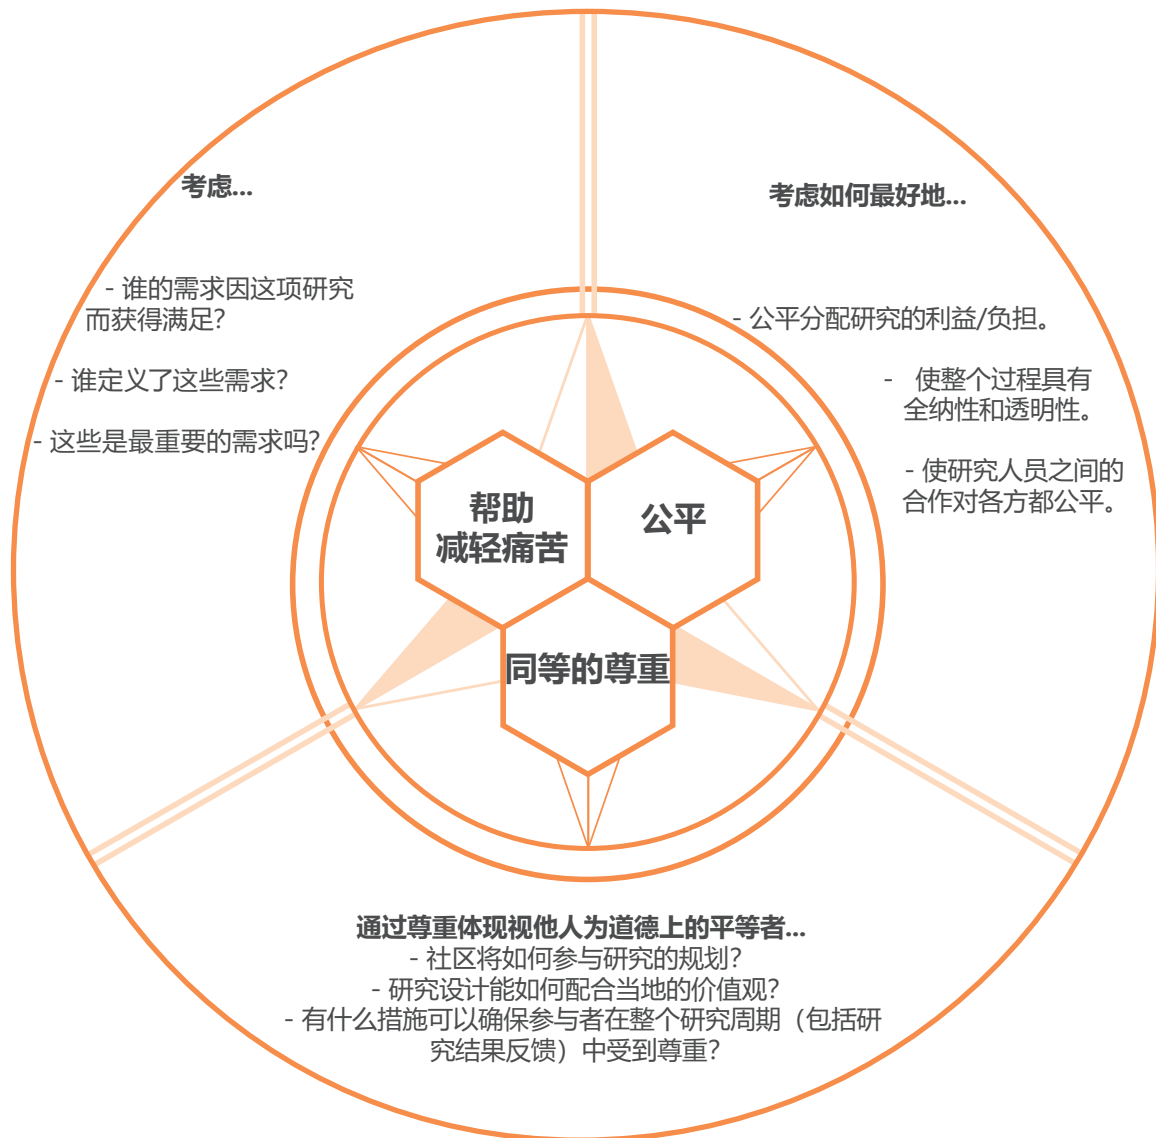 考虑...
- 谁的需求因这项研究
而获得满足？
- 谁定义了这些需求？
- 这些是最重要的需求吗？
考虑如何最好地...
- 公平分配研究的利益/负担。
- 使整个过程具有
全纳性和透明性。
- 使研究人员之间的
合作对各方都公平。
帮助
减轻痛苦
公平
同等的尊重
通过尊重体现视他人为道德上的平等者...
- 社区将如何参与研究的规划？
- 研究设计能如何配合当地的价值观？
- 有什么措施可以确保参与者在整个研究周期（包括研
究结果反馈）中受到尊重？